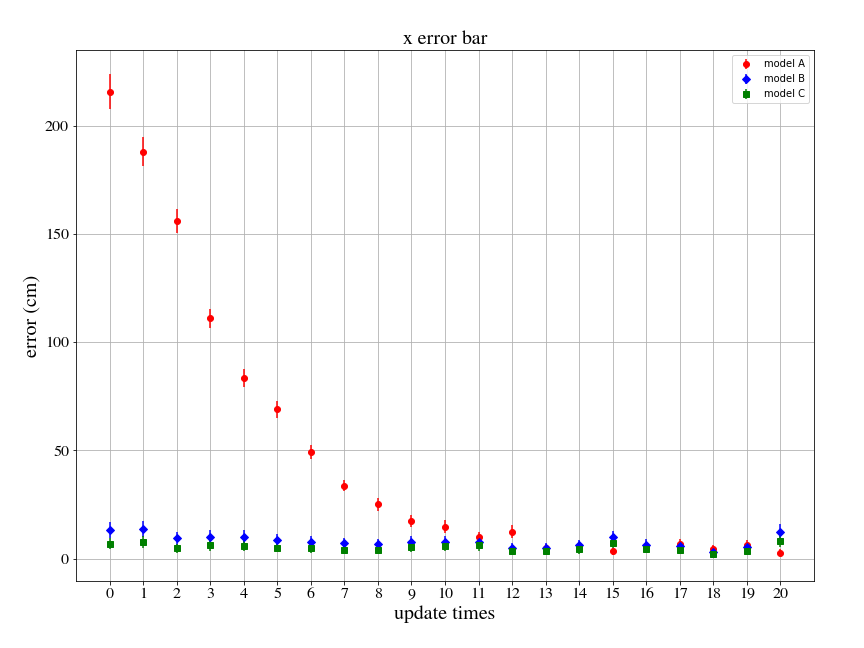 x error bar
model A
model B
model C
200
150
100
50
0
error (cm)
0 1 2 3 4 5 6 7 8 9 10 11 12 13 14 15 16 17 18 19 20
update times